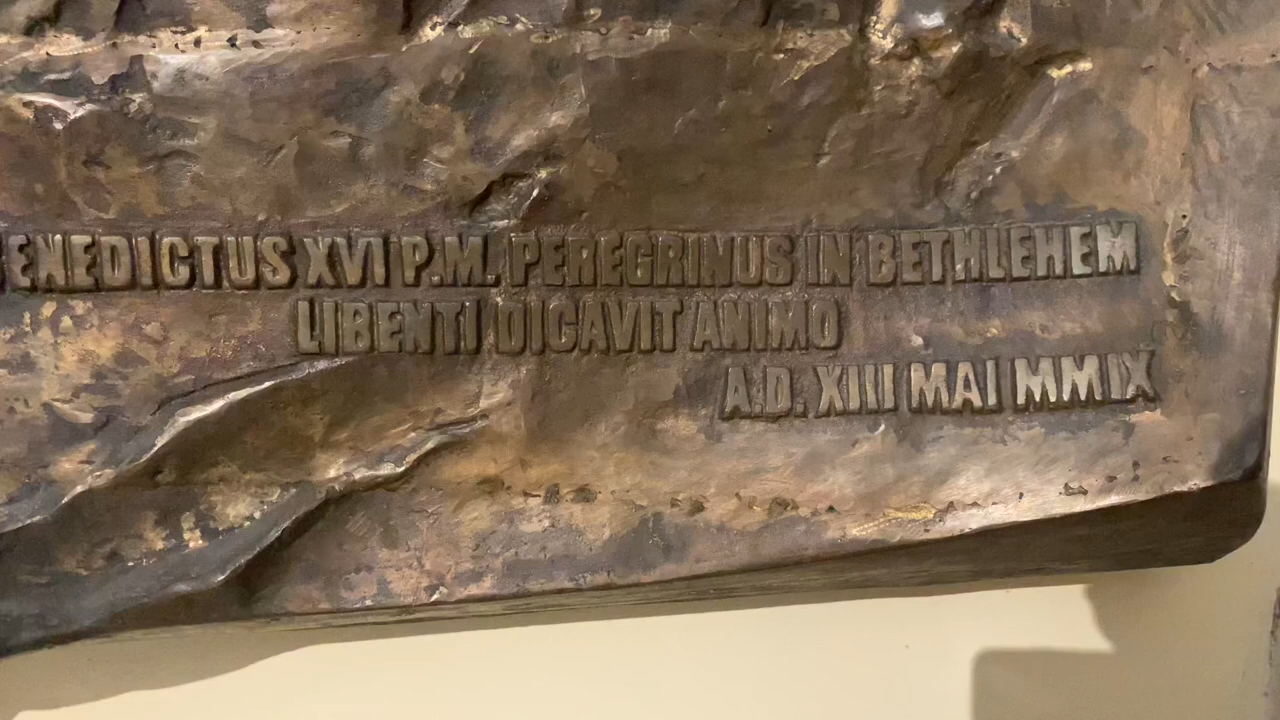 ENEDICTUS XVI P.M. PEREGRINUS IN BETHLEHEM
LIBENTI DICAVIT ANIMO
A.D. XIII MAI MMIX